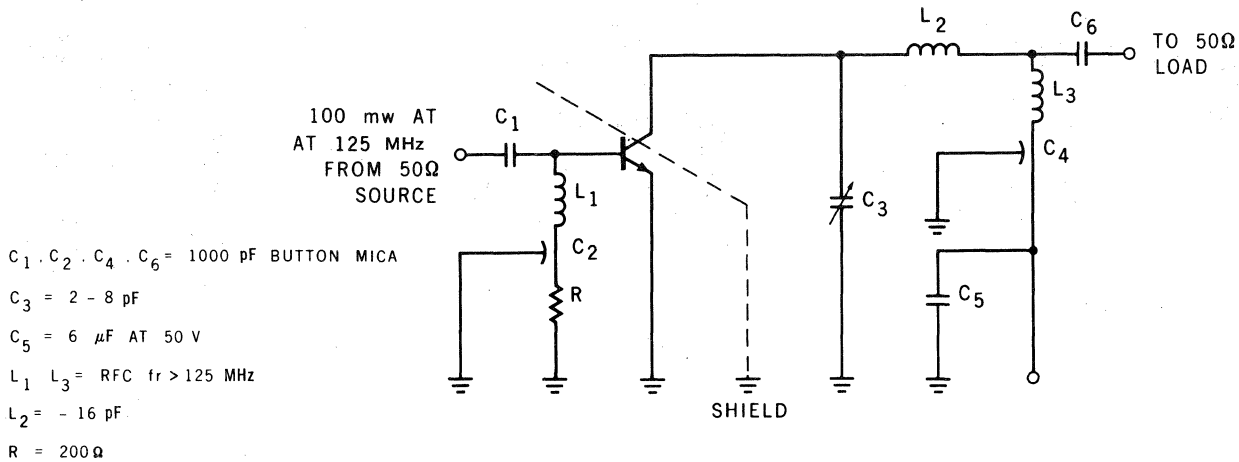 L2
C6
TO 50Ω
LOAD
100 mw AT
AT 125 MHz
FROM 50Ω
SOURCE
C1
L3
C4
L1
C2
C3
R
C5
SHIELD
C1 . C2 . C4 . C6 = 1000 pF BUTTON MICA
C3 = 2 - 8 pF
C5 = 6 μF AT 50 V
L1 L3 = RFC fr > 125 MHz
L2 = - 16 pF
R = 200Ω